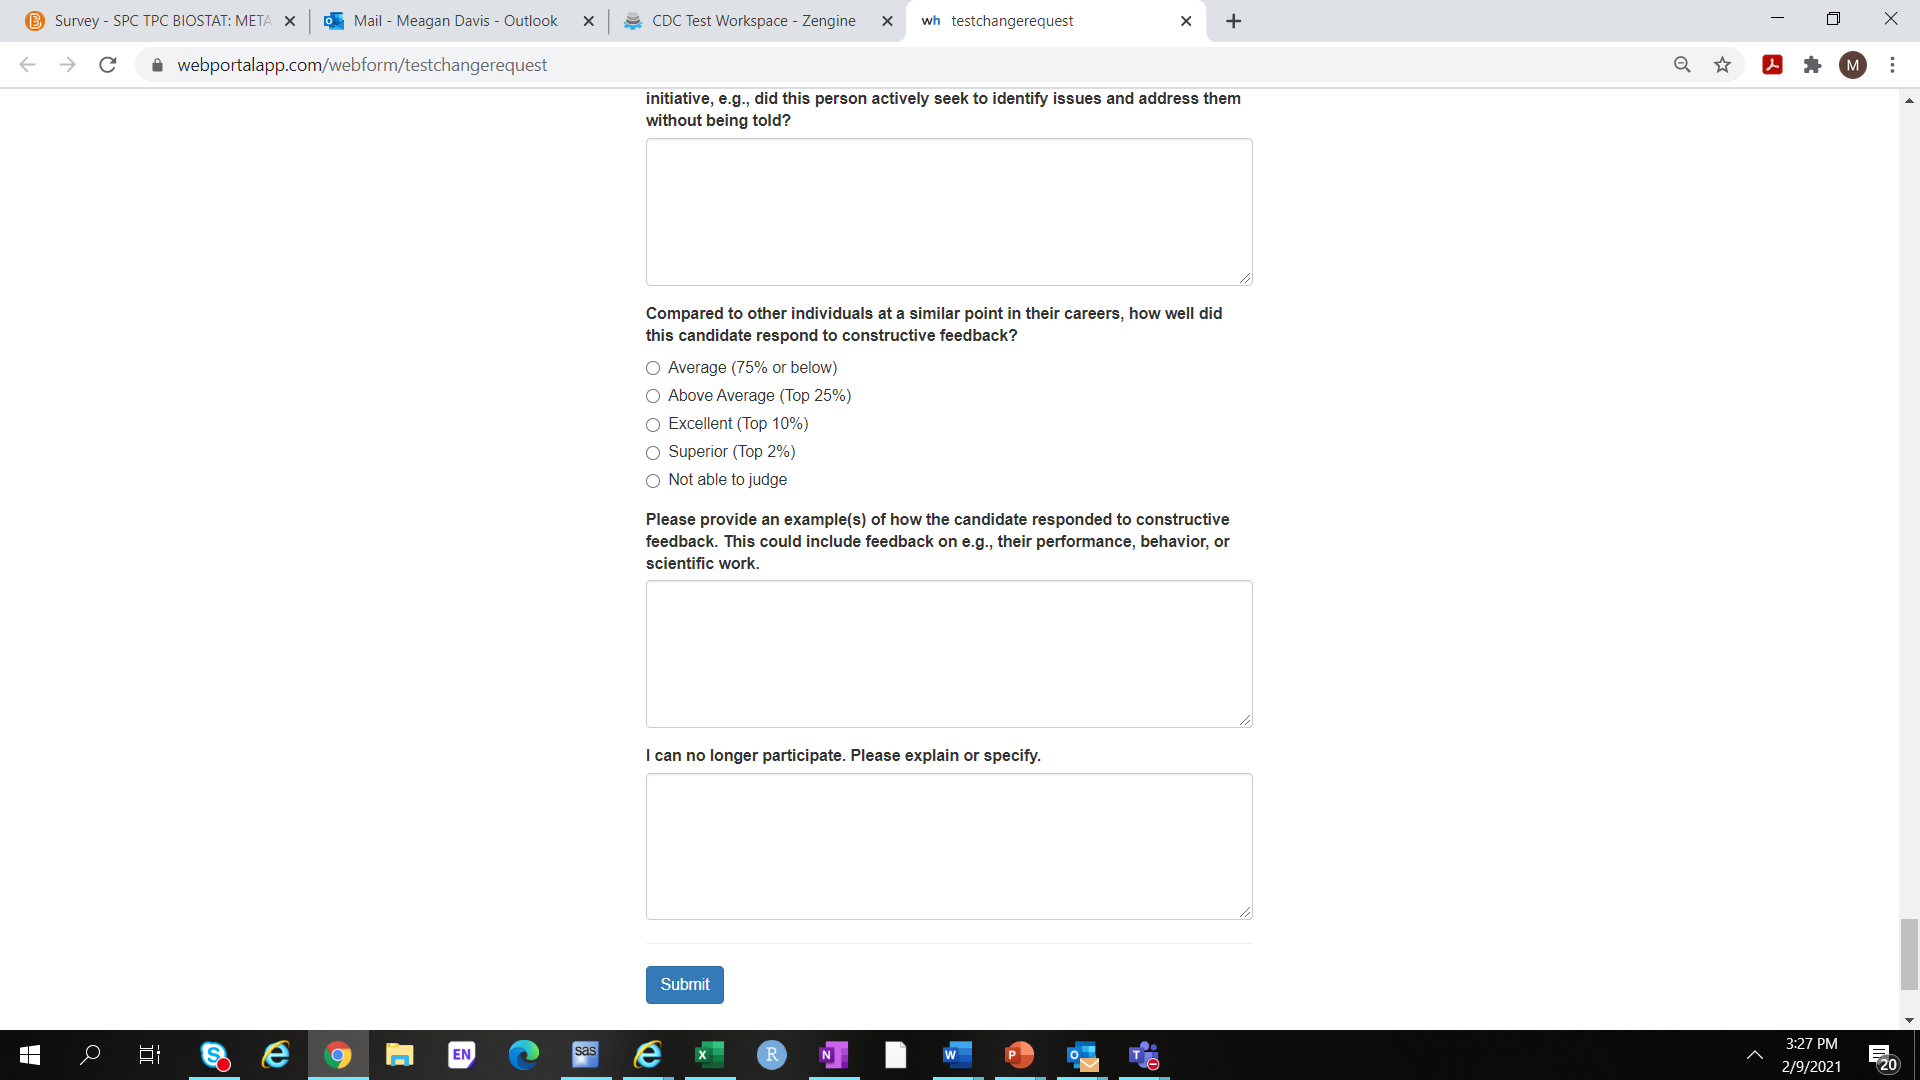 Survey - SPC TPC BIOSTAT: META
Mail - Meagan Davis - Outlook
CDC Test Workspace - Zengine
wh testchangerequest
webportalapp.com/webform/testchangerequest
M
initiative, e.g., did this person actively seek to identify issues and address them
without being told?
Compared to other individuals at a similar point in their careers, how well did
this candidate respond to constructive feedback?
Average (75% or below)
Above Average (Top 25%)
Excellent (Top 10%)
Superior (Top 2%)
Not able to judge
Please provide an example(s) of how the candidate responded to constructive
feedback. This could include feedback on e.g., their performance, behavior, or
scientific work.
I can no longer participate. Please explain or specify.
Submit
EN
sas
R
N
W
P
3:27 PM
2/9/2021
20